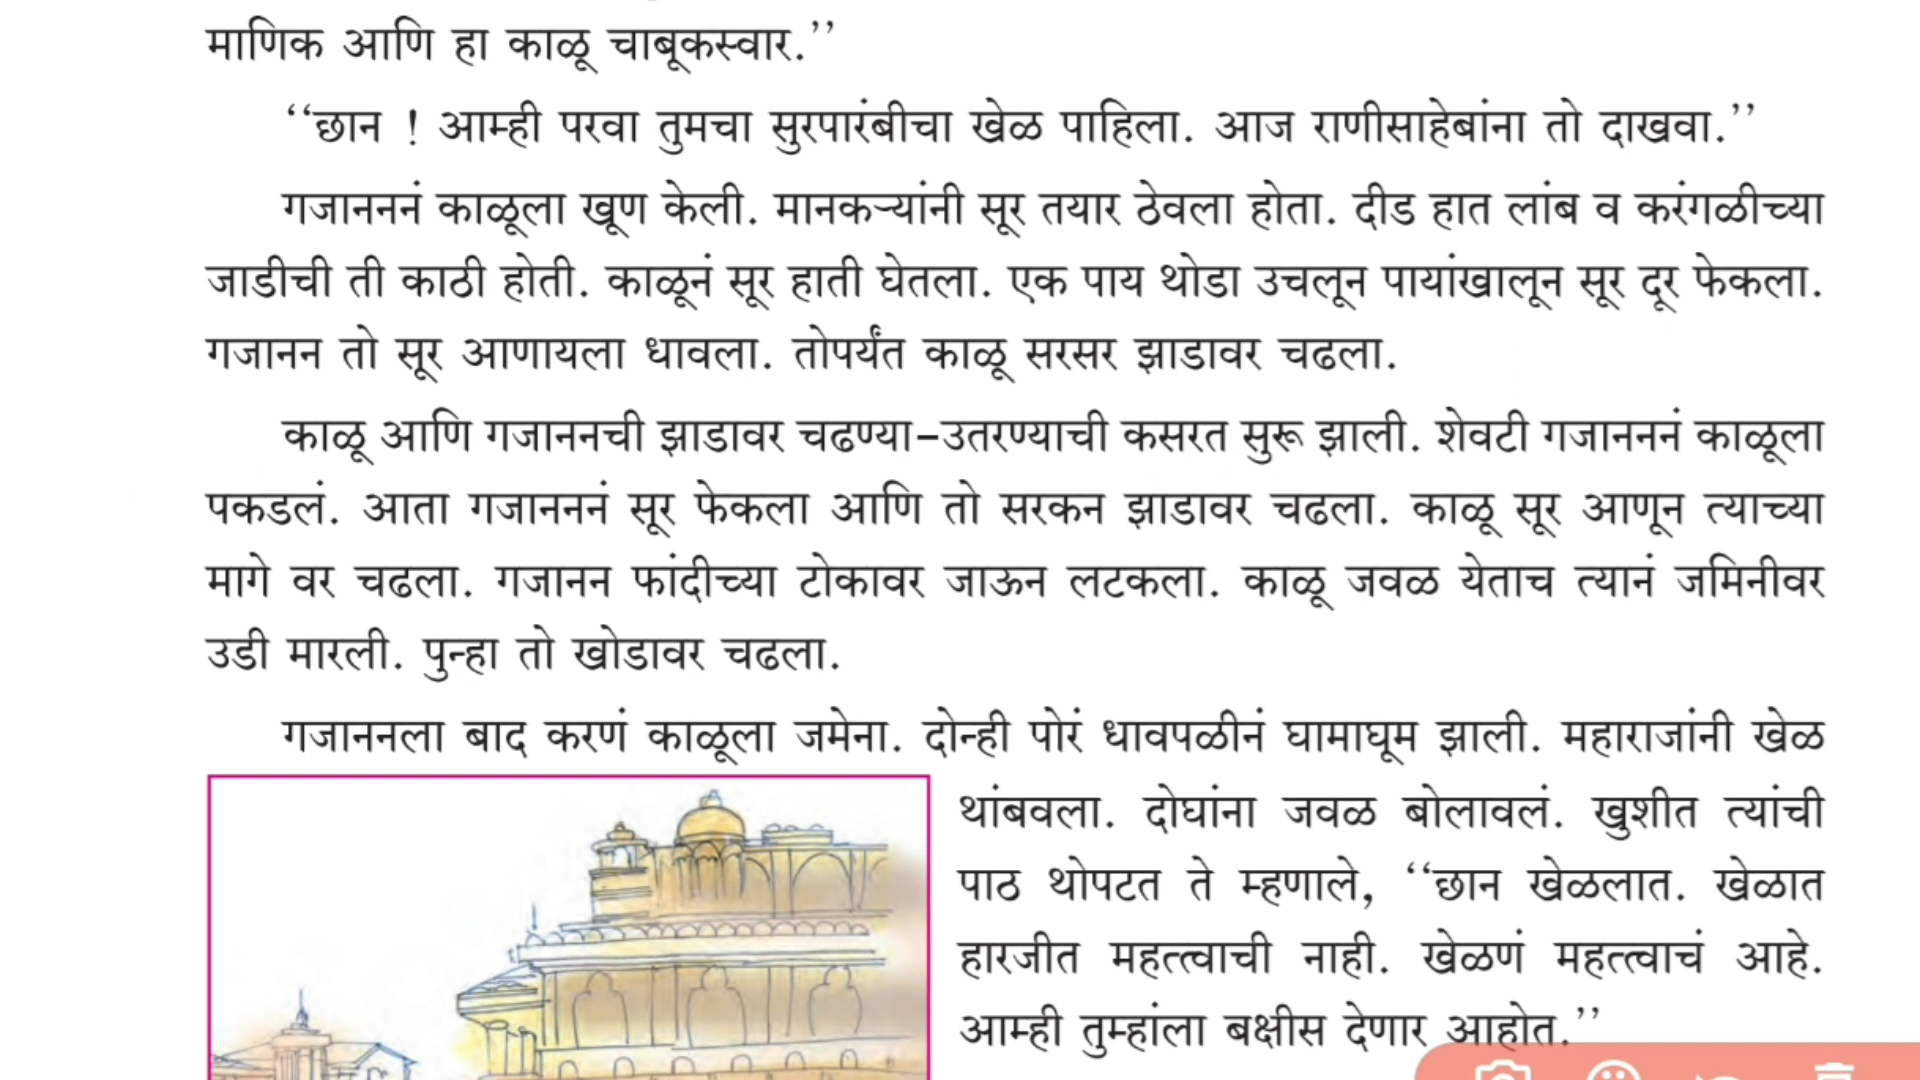 माणिक आणि हा काळू चाबूकस्वार.’’
‘‘छान ! आम्ही परवा तुमचा सुरपारंबीचा खेळ पाहिला. आज राणीसाहेबांना तो दाखवा.’’
गजानननं काळूला खूण केली. मानकऱ्यांनी सूर तयार ठेवला होता. दीड हात लांब व करंगळीच्या
जाडीची ती काठी होती. काळूनं सूर हाती घेतला. एक पाय थोडा उचलून पायांखालून सूर दूर फेकला.
गजानन तो सूर आणायला धावला. तोपर्यंत काळू सरसर झाडावर चढला.
काळू आणि गजाननची झाडावर चढण्या-उतरण्याची कसरत सुरू झाली. शेवटी गजानननं काळूला
पकडलं. आता गजानननं सूर फेकला आणि तो सरकन झाडावर चढला. काळू सूर आणून त्याच्या
मागे वर चढला. गजानन फांदीच्या टोकावर जाऊन लटकला. काळू जवळ येताच त्यानं जमिनीवर
उडी मारली. पुन्हा तो खोडावर चढला.
गजाननला बाद करणं काळूला जमेना. दोन्ही पोरं धावपळीनं घामाघूम झाली. महाराजांनी खेळ
थांबवला. दोघांना जवळ बोलावलं. खुशीत त्यांची
पाठ थोपटत ते म्हणाले, ‘‘छान खेळलात. खेळात
हारजीत महत्त्वाची नाही. खेळणं महत्त्वाचं आहे.
आम्ही तुम्हांला बक्षीस देणार आहोत.’’